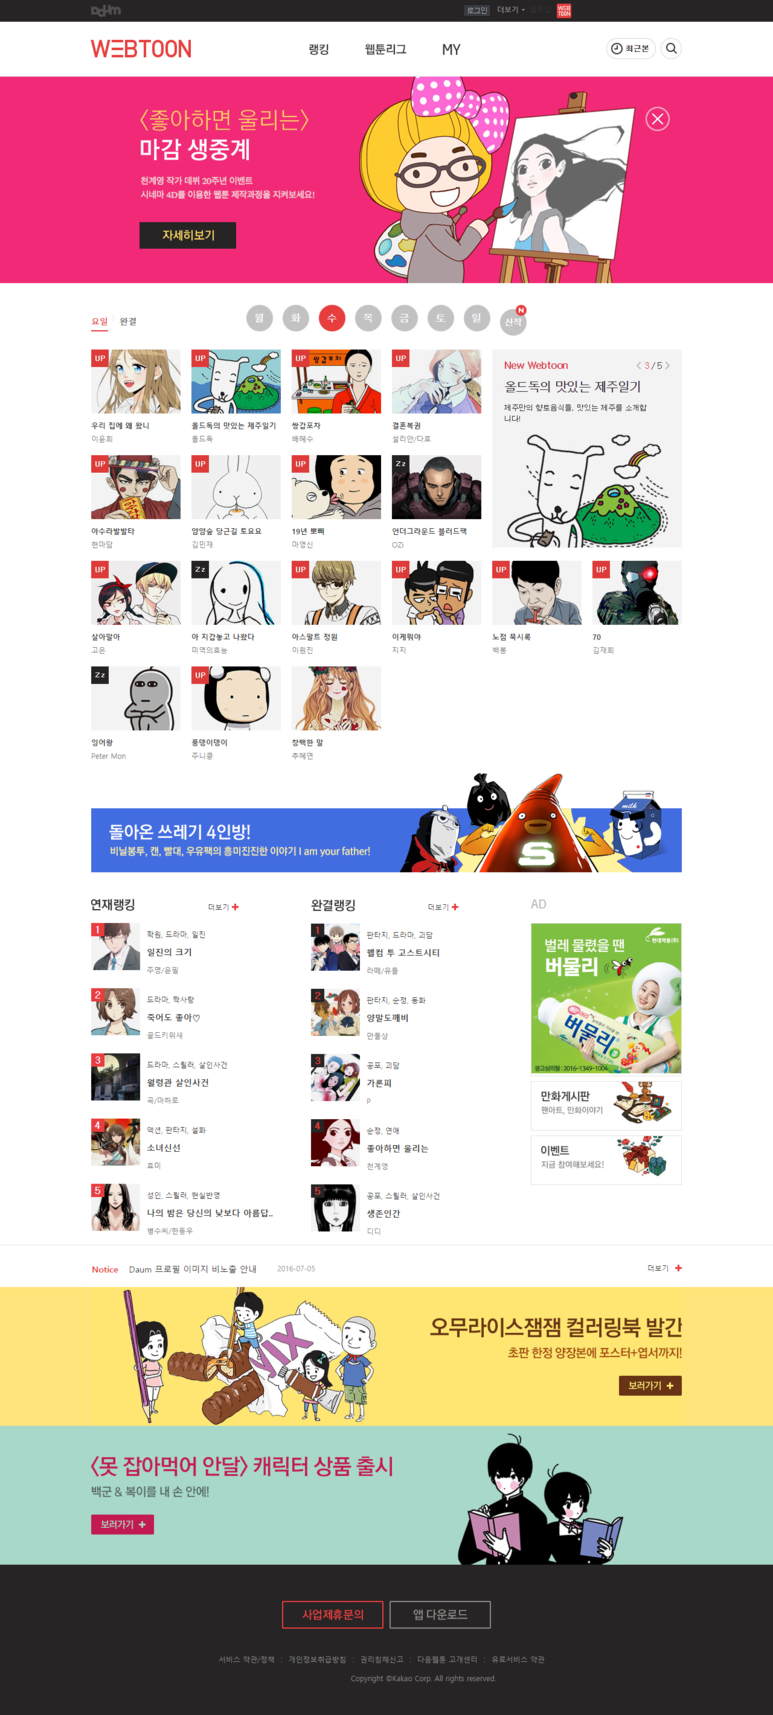 Daum
로그인 더보기 WEB TOON
WEBTOON
랭킹 웹툰리그 MY
최근본
〈좋아하면 울리는〉
마감 생중계
천계영 작가 데뷔 20주년 이벤트
시네마 4D를 이용한 웹툰 제작과정을 지켜보세요!
자세히보기
요일 완결
월 화 수 목 금 토 일 신작 N
UP UP UP UP
우리 집에 왜 왔니
이윤희
올드독의 맛있는 제주일기
올드독
쌍갑포차
배혜수
결혼복권
설리안/다호
New Webtoon
3/5
올드독의 맛있는 제주일기
제주만의 향토음식들, 맛있는 제주를 소개합
니다!
UP UP UP Zz
아수라발발타
현마담
얌얌숲 당근길 토요요
김민재
19년 뽀삐
마영신
언더그라운드 블러드팩
OZi
UP Zz UP UP UP UP
살아말아
고온
아 지갑놓고 나왔다
미역의효능
아스팔트 정원
이원진
이게뭐야
지지
노점 묵시록
백봉
70
김재희
Zz UP
잉어왕
Peter Mon
풍뎅이뎅이
주니쿵
창백한 말
추혜연
돌아온 쓰레기 4인방!
비닐봉투, 캔, 빨대, 우유팩의 흥미진진한 이야기 I am your father!
S
milk
연재랭킹 더보기
1
학원, 드라마, 일진
일진의 크기
주명/윤필
2
드라마, 짝사랑
죽어도 좋아♡
골드키위새
3
드라마, 스릴러, 살인사건
월령관 살인사건
곡/마하로
4
액션, 판타지, 설화
소녀신선
효미
5
성인, 스릴러, 현실반영
나의 밤은 당신의 낮보다 아름답..
병수씨/한동우
완결랭킹 더보기
1
판타지, 드라마, 괴담
웰컴 투 고스트시티
라떼/유들
2
판타지, 순정, 동화
양말도깨비
만물상
3
공포, 괴담
가론피
P
4
순정, 연애
좋아하면 울리는
천계영
5
공포, 스릴러, 살인사건
생존인간
디디
AD
현대약품(주)
벌레 물렸을 땐
버물리
버물리
광고심의필: 2016-1349-1004
만화게시판
팬아트, 만화이야기
이벤트
지금 참여해보세요!
Notice Daum 프로필 이미지 비노출 안내 2016-07-05 더보기
MIX
오무라이스잼잼 컬러링북 발간
초판 한정 양장본에 포스터+엽서까지!
보러가기
〈못 잡아먹어 안달〉 캐릭터 상품 출시
백군 & 복이를 내 손 안에!
보러가기
사업제휴문의 앱 다운로드
서비스 약관/정책 : 개인정보취급방침 : 권리침해신고 : 다음웹툰 고객센터 : 유료서비스 약관
Copyright ©Kakao Corp. All rights reserved.